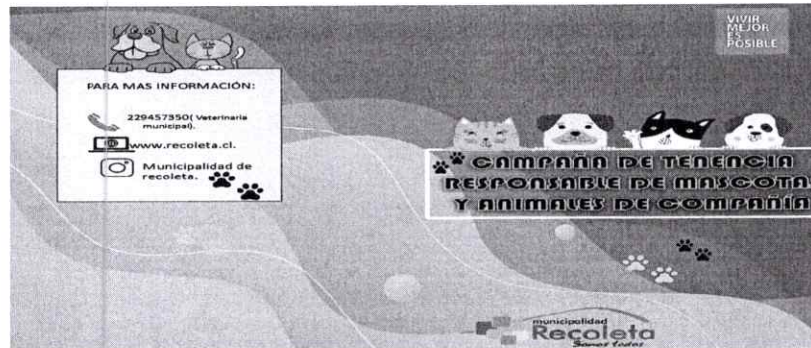 PARA MAS INFORMACIÓN:
229457350( Veterinaria
municipal).
www.recoleta.cl.
Municipalidad de
recoleta.
VIVIR
MEJOR
ES
POSIBLE
CAMPAÑA DE TENENCIA
RESPONSABLE DE MASCOTA
Y ANIMALES DE COMPAÑÍA
municipalidad
Recoleta
Somos todos